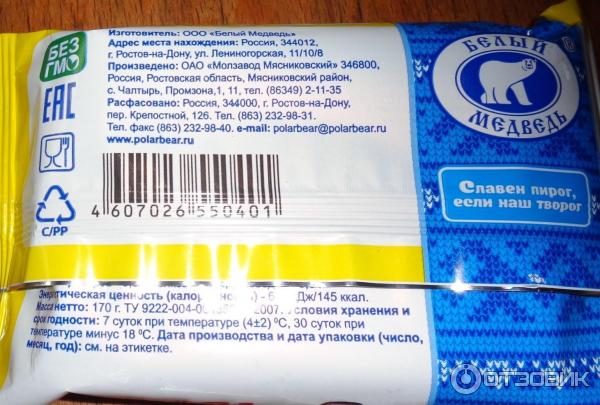 БЕЗ
ГМО
EAC
C/PP
Изготовитель: ООО «Белый Медведь»
Адрес места нахождения: Россия, 344012,
г. Ростов-на-Дону, ул. Лениногорская, 11/10/8
Произведено: ОАО «Молзавод Мясниковский» 346800,
Россия, Ростовская область, Мясниковский район,
с. Чалтырь, Промзона,1, 11, тел. (86349) 2-11-35
Расфасовано: Россия, 344000, г. Ростов-на-Дону,
пер. Крепостной, 126. Тел. (863) 232-98-31.
Тел. факс (863) 232-98-40. e-mail: polarbear@polarbear.ru
www.polarbear.ru
4 607026 550401
БЕЛЫЙ
МЕДВЕДЬ
®
Славен пирог,
если наш творог
Энергетическая ценность Дж/145 ккал.
Масса нетто: 170 г. ТУ 9222-004- 2007. Условия хранения и
срок годности: 7 суток при температуре (4±2) ⁰С, 30 суток при
температуре минус 18 ⁰С. Дата производства и дата упаковки (число,
месяц, год): см. на этикетке.
ОТЗОВИК